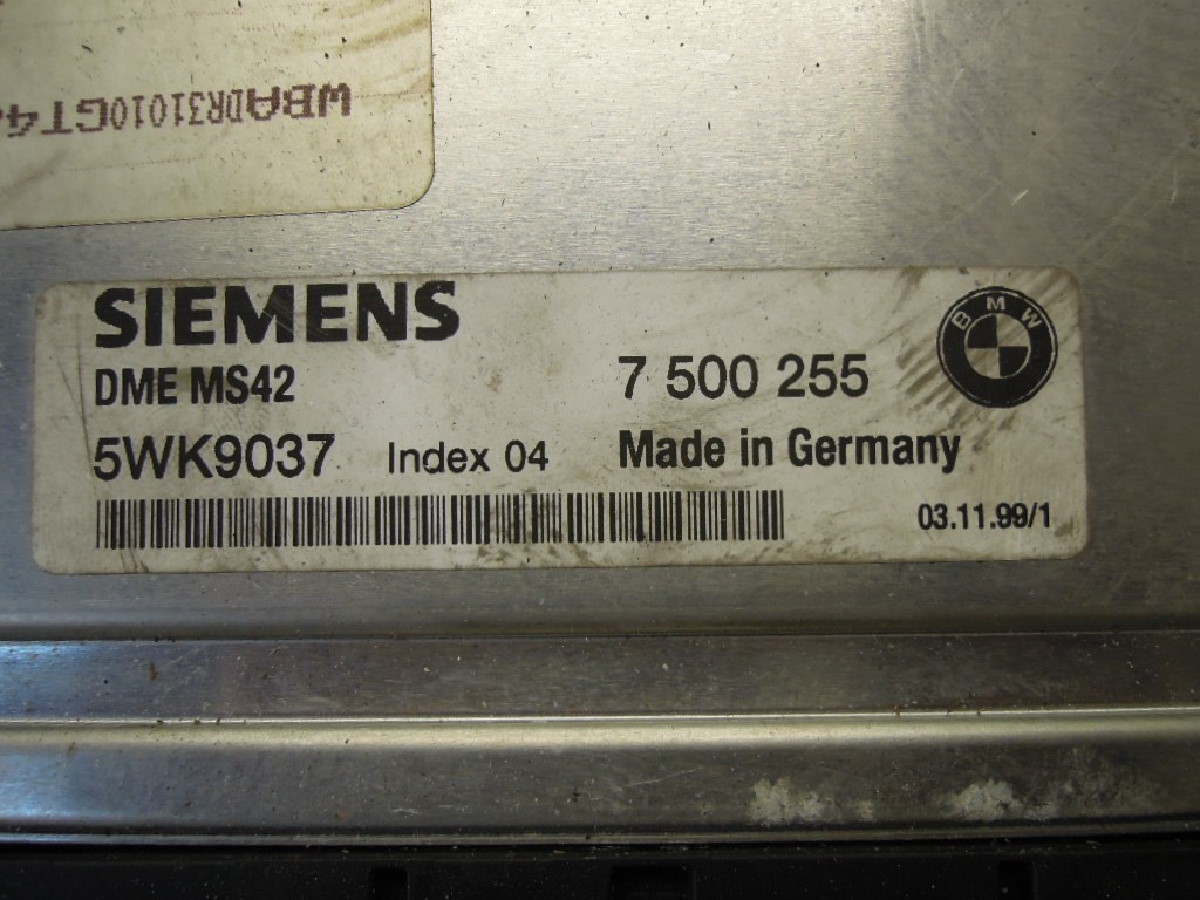 WBADR31010GT4
SIEMENS
BMW
DME MS42
7 500 255
5WK9037 Index 04
Made in Germany
03.11.99/1